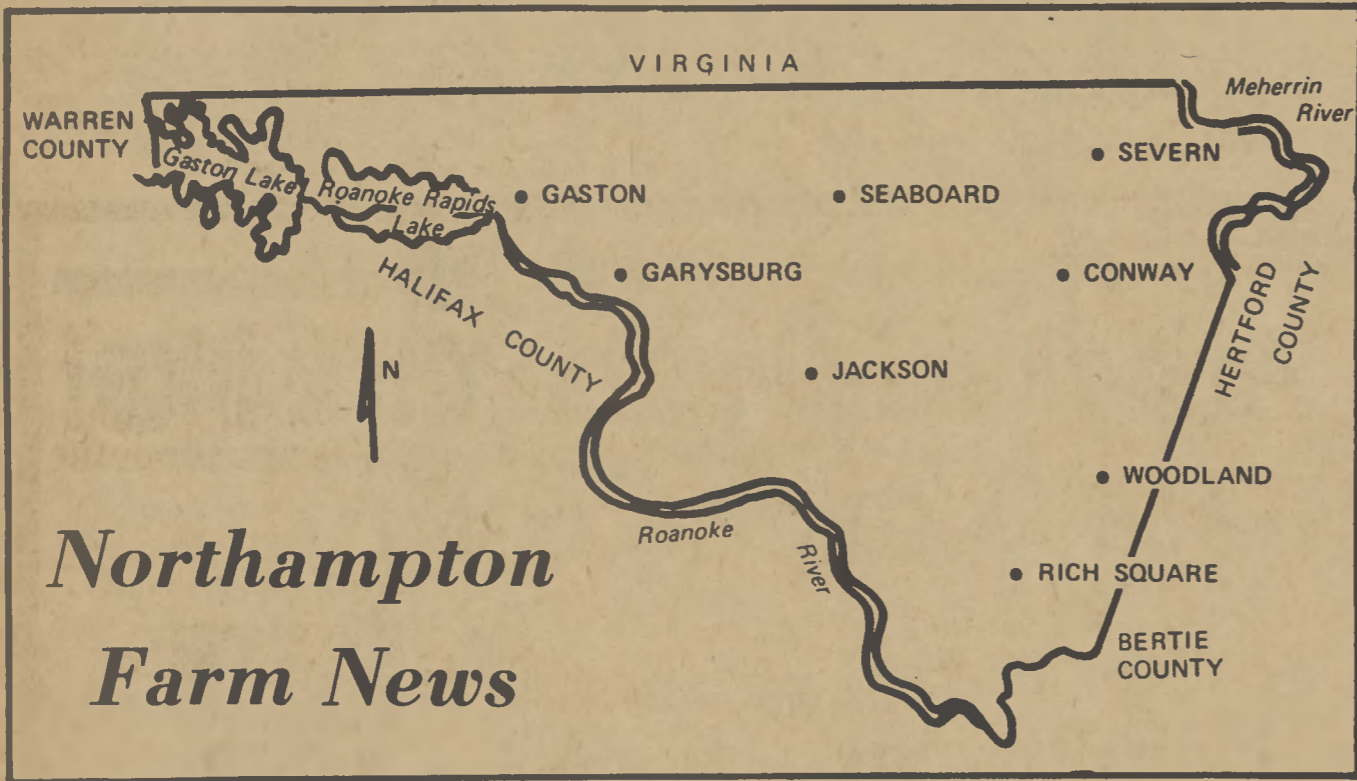 VIRGINIA
Meherrin
River
WARREN
COUNTY
SEVERN
Gaston Lake
Roanoke Rapids
Lake
GASTON
SEABOARD
GARYSBURG
CONWAY
HALIFAX COUNTY
HERTFORD
COUNTY
N
JACKSON
WOODLAND
Roanoke
River
RICH SQUARE
BERTIE
COUNTY
Northampton
Farm News